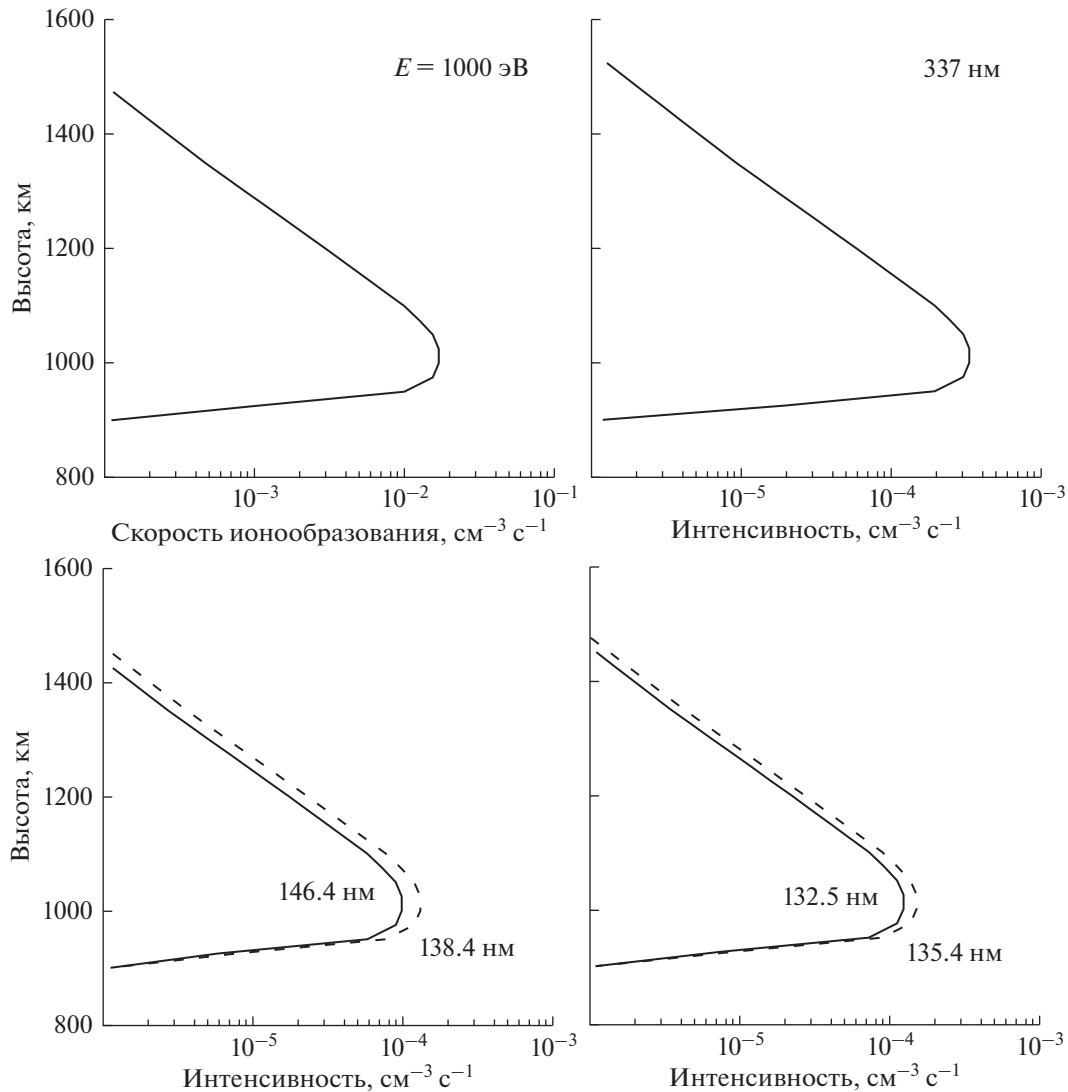 1600
E = 1000 эВ
337 нм
1400
Высота, км
1200
1000
800
10⁻³
10⁻²
10⁻¹
Скорость ионообразования, см⁻³ с⁻¹
10⁻⁵
10⁻⁴
10⁻³
Интенсивность, см⁻³ с⁻¹
1600
1400
Высота, км
1200
1000
800
146.4 нм
138.4 нм
10⁻⁵
10⁻⁴
10⁻³
Интенсивность, см⁻³ с⁻¹
132.5 нм
135.4 нм
10⁻⁵
10⁻⁴
10⁻³
Интенсивность, см⁻³ с⁻¹